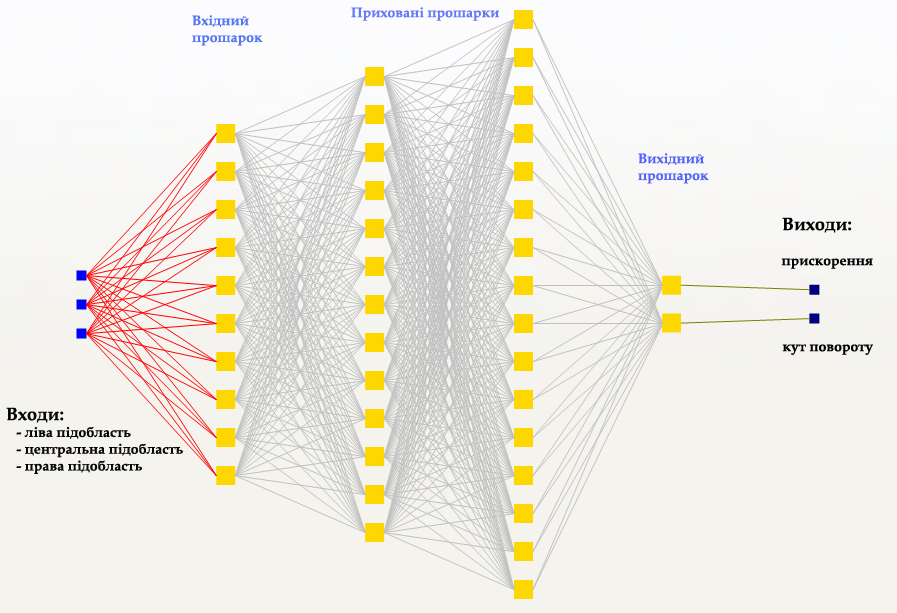 Вхідний
прошарок
Приховані прошарки
Вихідний
прошарок
Виходи:
прискорення
кут повороту
Входи:
- ліва підобласть
- центральна підобласть
- права підобласть